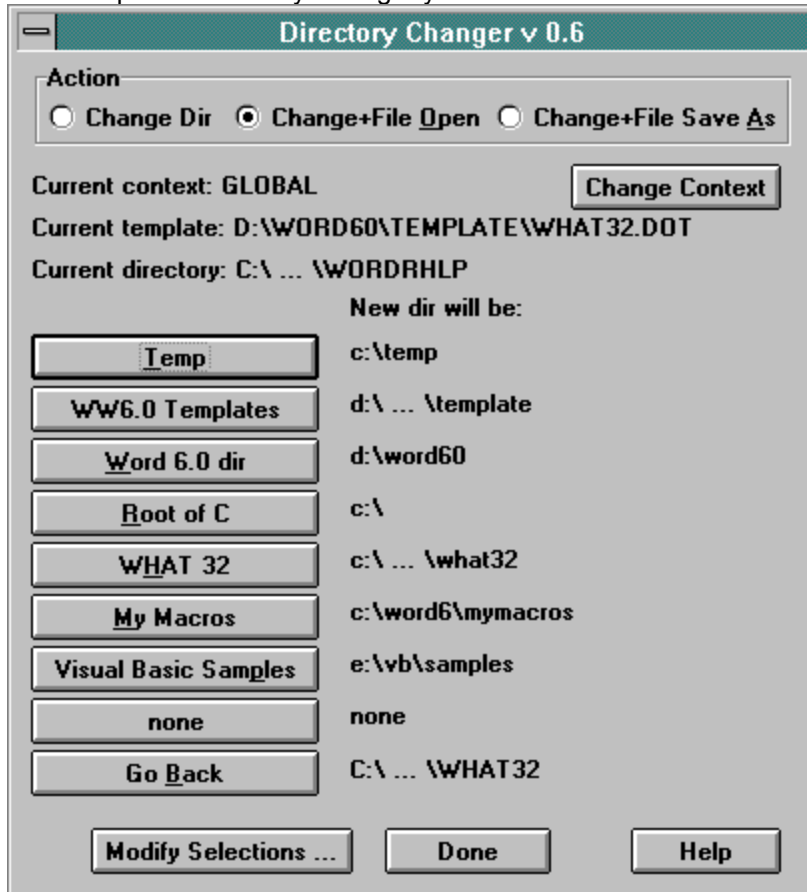 Directory Changer v 0.6
Action
Change Dir Change+File Open Change+File Save As
Current context: GLOBAL Change Context
Current template: D:\WORD60\TEMPLATE\WHAT32.DOT
Current directory: C:\ ... \WORDRHLP
New dir will be:
Temp c:\temp
WW6.0 Templates d:\ ... \template
Word 6.0 dir d:\word60
Root of C c:\
WHAT 32 c:\ ... \what32
My Macros c:\word6\mymacros
Visual Basic Samples e:\vb\samples
none none
Go Back C:\ ... \WHAT32
Modify Selections ... Done Help